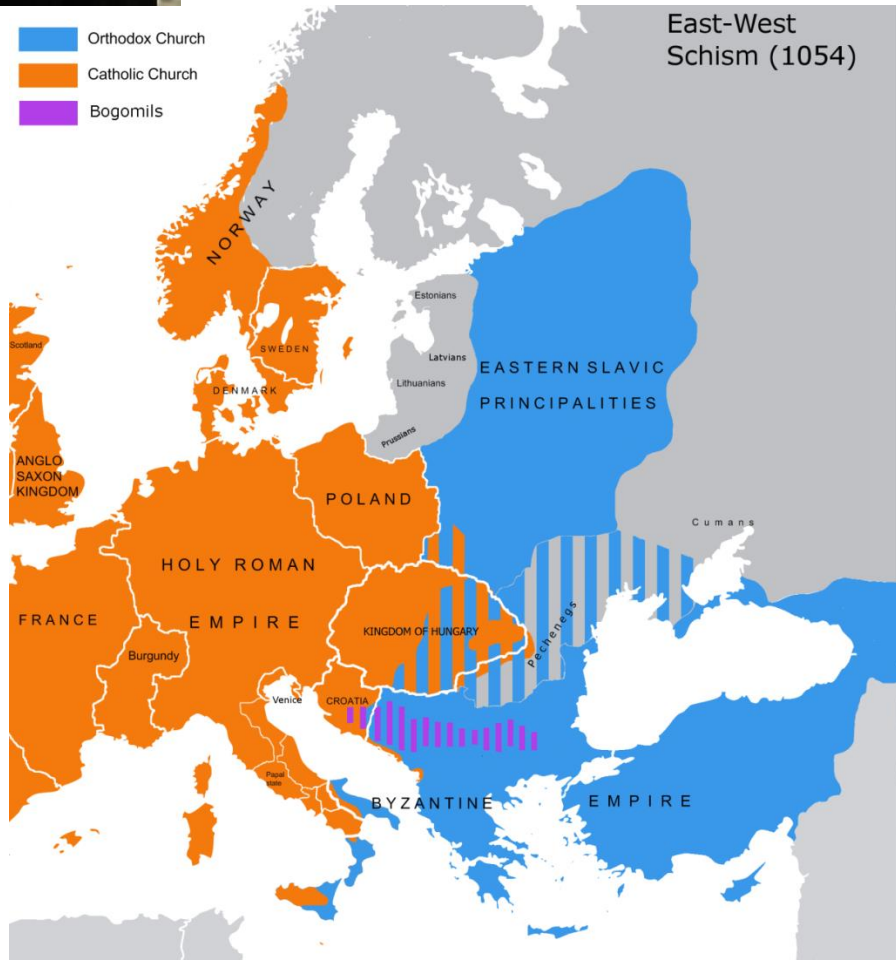 East-West
Schism (1054)
Orthodox Church
Catholic Church
Bogomils
NORWAY
Estonians
Scotland
SWEDEN
Latvians
EASTERN SLAVIC
Lithuanians
DENMARK
PRINCIPALITIES
Prussians
ANGLO
SAXON
KINGDOM
POLAND
Cumans
HOLY ROMAN
FRANCE
EMPIRE
KINGDOM OF HUNGARY
Pechenegs
Burgundy
Venice
CROATIA
Papal
state
BYZANTINE
EMPIRE